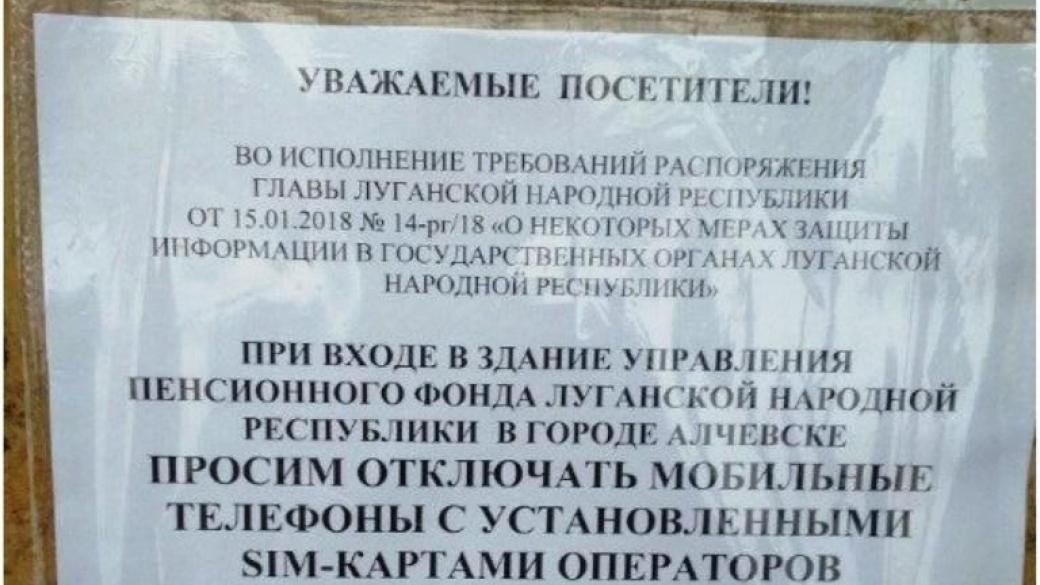 УВАЖАЕМЫЕ ПОСЕТИТЕЛИ!
ВО ИСПОЛНЕНИЕ ТРЕБОВАНИЙ РАСПОРЯЖЕНИЯ
ГЛАВЫ ЛУГАНСКОЙ НАРОДНОЙ РЕСПУБЛИКИ
ОТ 15.01.2018 № 14-рг/18 «О НЕКОТОРЫХ МЕРАХ ЗАЩИТЫ
ИНФОРМАЦИИ В ГОСУДАРСТВЕННЫХ ОРГАНАХ ЛУГАНСКОЙ
НАРОДНОЙ РЕСПУБЛИКИ»
ПРИ ВХОДЕ В ЗДАНИЕ УПРАВЛЕНИЯ
ПЕНСИОННОГО ФОНДА ЛУГАНСКОЙ НАРОДНОЙ
РЕСПУБЛИКИ В ГОРОДЕ АЛЧЕВСКЕ
ПРОСИМ ОТКЛЮЧАТЬ МОБИЛЬНЫЕ
ТЕЛЕФОНЫ С УСТАНОВЛЕННЫМИ
SIM-КАРТАМИ ОПЕРАТОРОВ